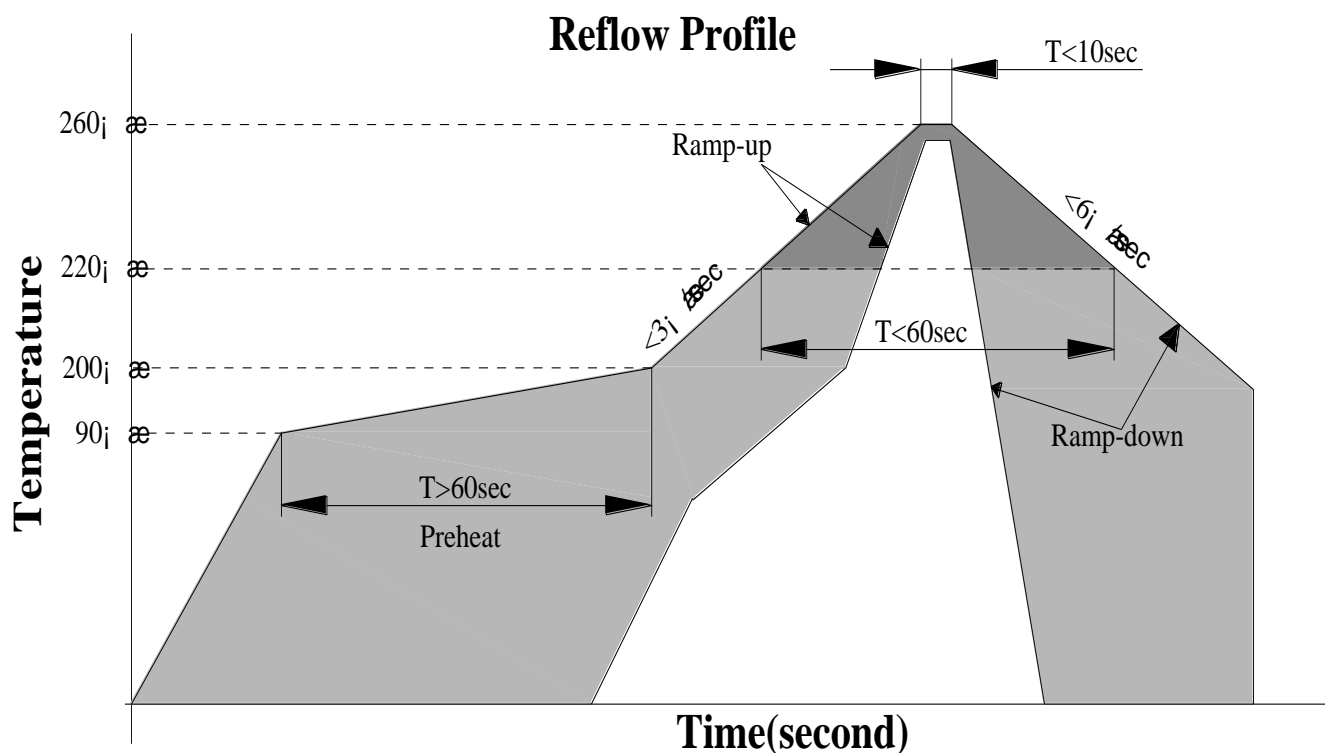 Reflow Profile
T<10sec
260¡æ
Ramp-up
<6¡æ/sec
220¡æ
<3¡æ/sec
T<60sec
200¡æ
90¡æ
Ramp-down
T>60sec
Preheat
Temperature
Time(second)